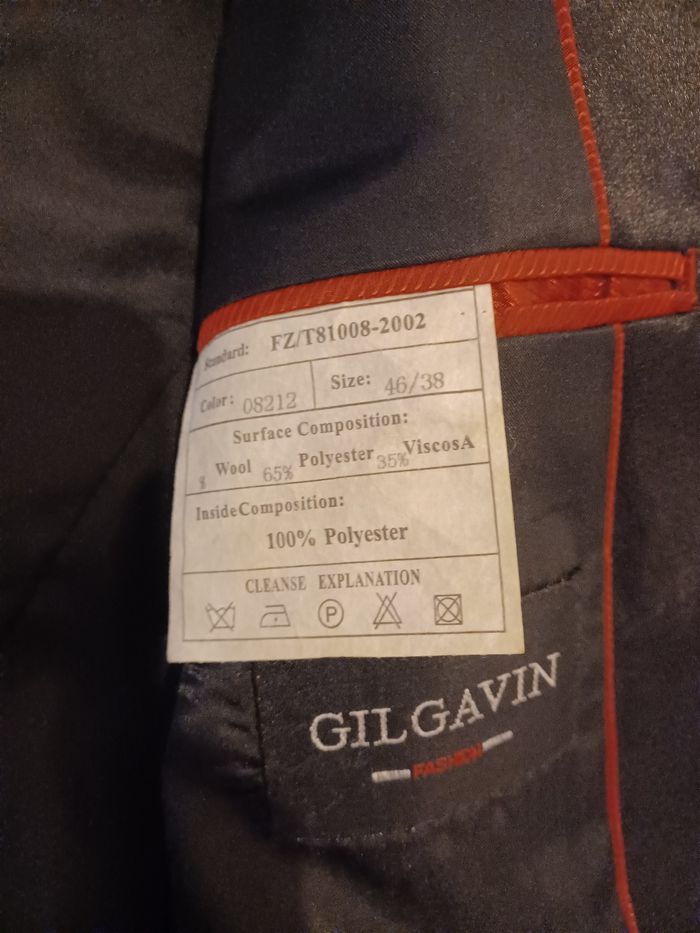 Standard: FZ/T81008-2002
Color: 08212 Size: 46/38
Surface Composition:
% Wool 65% Polyester 35% ViscosA
InsideComposition:
100% Polyester
CLEANSE EXPLANATION
P
GILGAVIN
FASHION